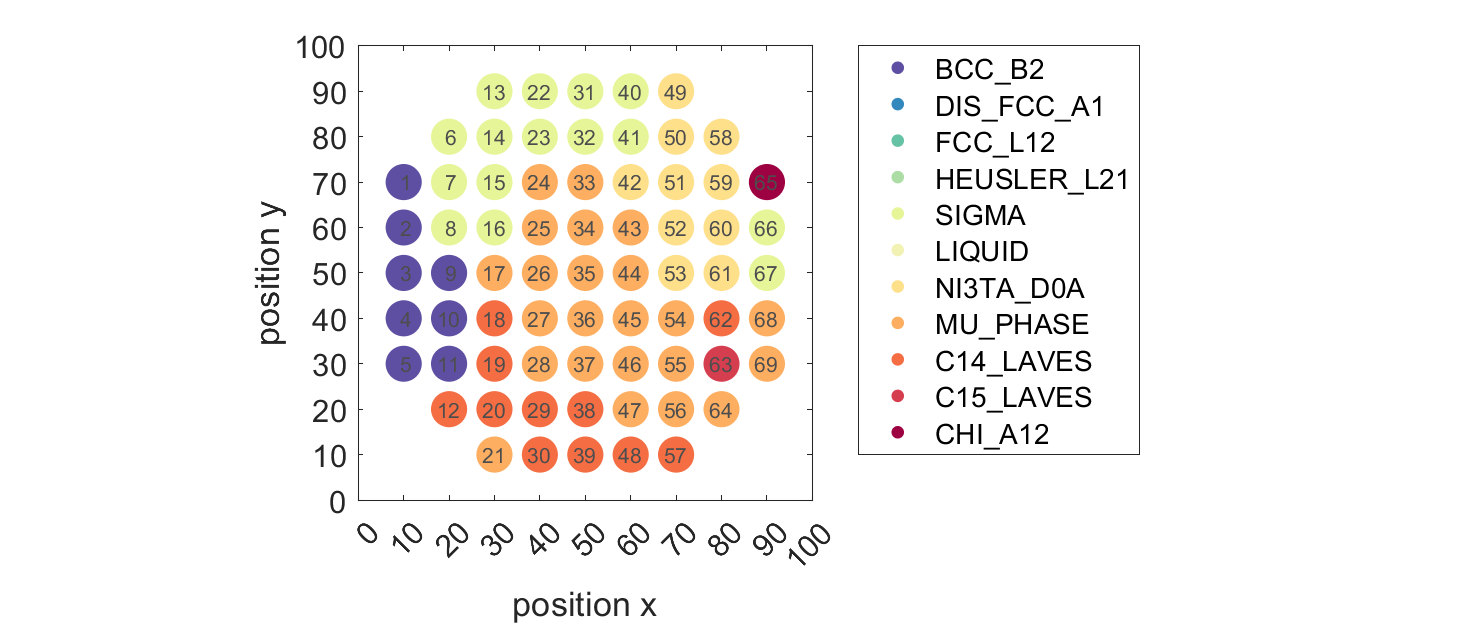 100
90
80
70
60
50
40
30
20
10
0
position y
13 22 31 40 49
6 14 23 32 41 50 58
1 7 15 24 33 42 51 59 65
2 8 16 25 34 43 52 60 66
3 9 17 26 35 44 53 61 67
4 10 18 27 36 45 54 62 68
5 11 19 28 37 46 55 63 69
12 20 29 38 47 56 64
21 30 39 48 57
0 10 20 30 40 50 60 70 80 90 100
position x
BCC_B2
DIS_FCC_A1
FCC_L12
HEUSLER_L21
SIGMA
LIQUID
NI3TA_D0A
MU_PHASE
C14_LAVES
C15_LAVES
CHI_A12